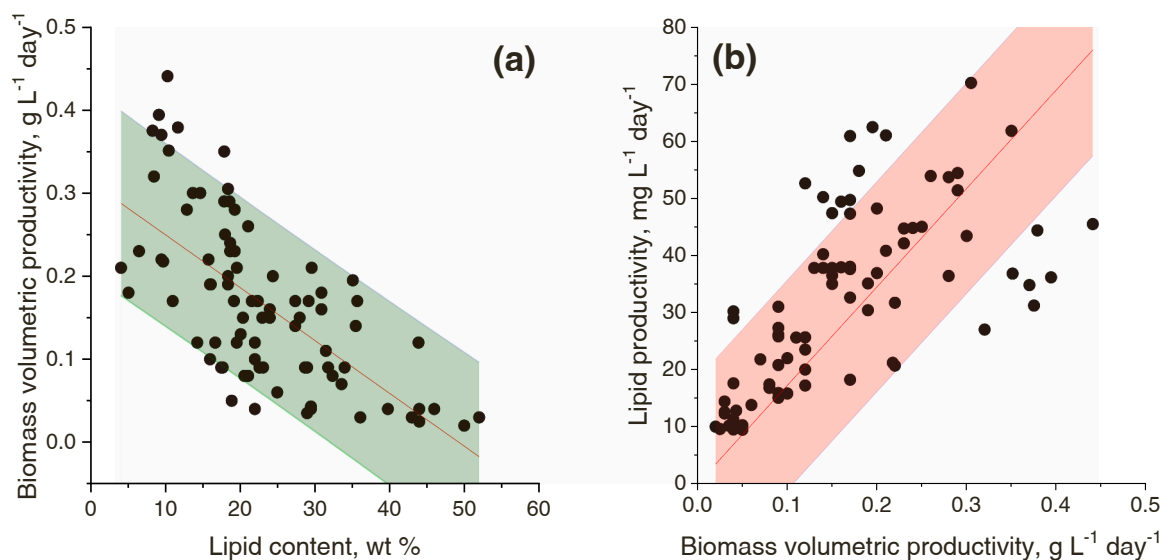 (a)
Biomass volumetric productivity, g L⁻¹ day⁻¹
0.5
0.4
0.3
0.2
0.1
0.0
0 10 20 30 40 50 60
Lipid content, wt %
(b)
Lipid productivity, mg L⁻¹ day⁻¹
80
70
60
50
40
30
20
10
0
0.0 0.1 0.2 0.3 0.4 0.5
Biomass volumetric productivity, g L⁻¹ day⁻¹